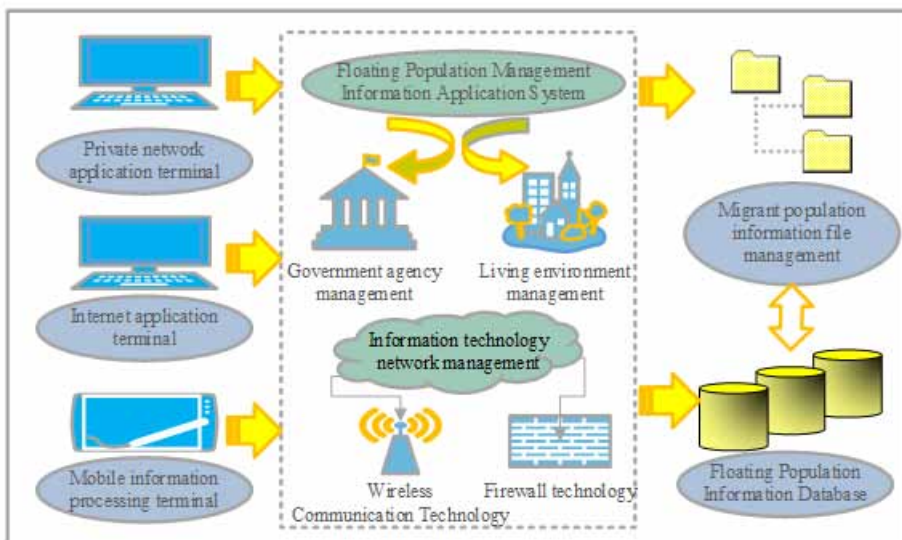 Private network
application terminal
Internet application
terminal
Mobile information
processing terminal
Floating Population Management
Information Application System
Government agency
management
Living environment
management
Information technology
network management
Wireless
Communication Technology
Firewall technology
Migrant population
information file
management
Floating Population
Information Database